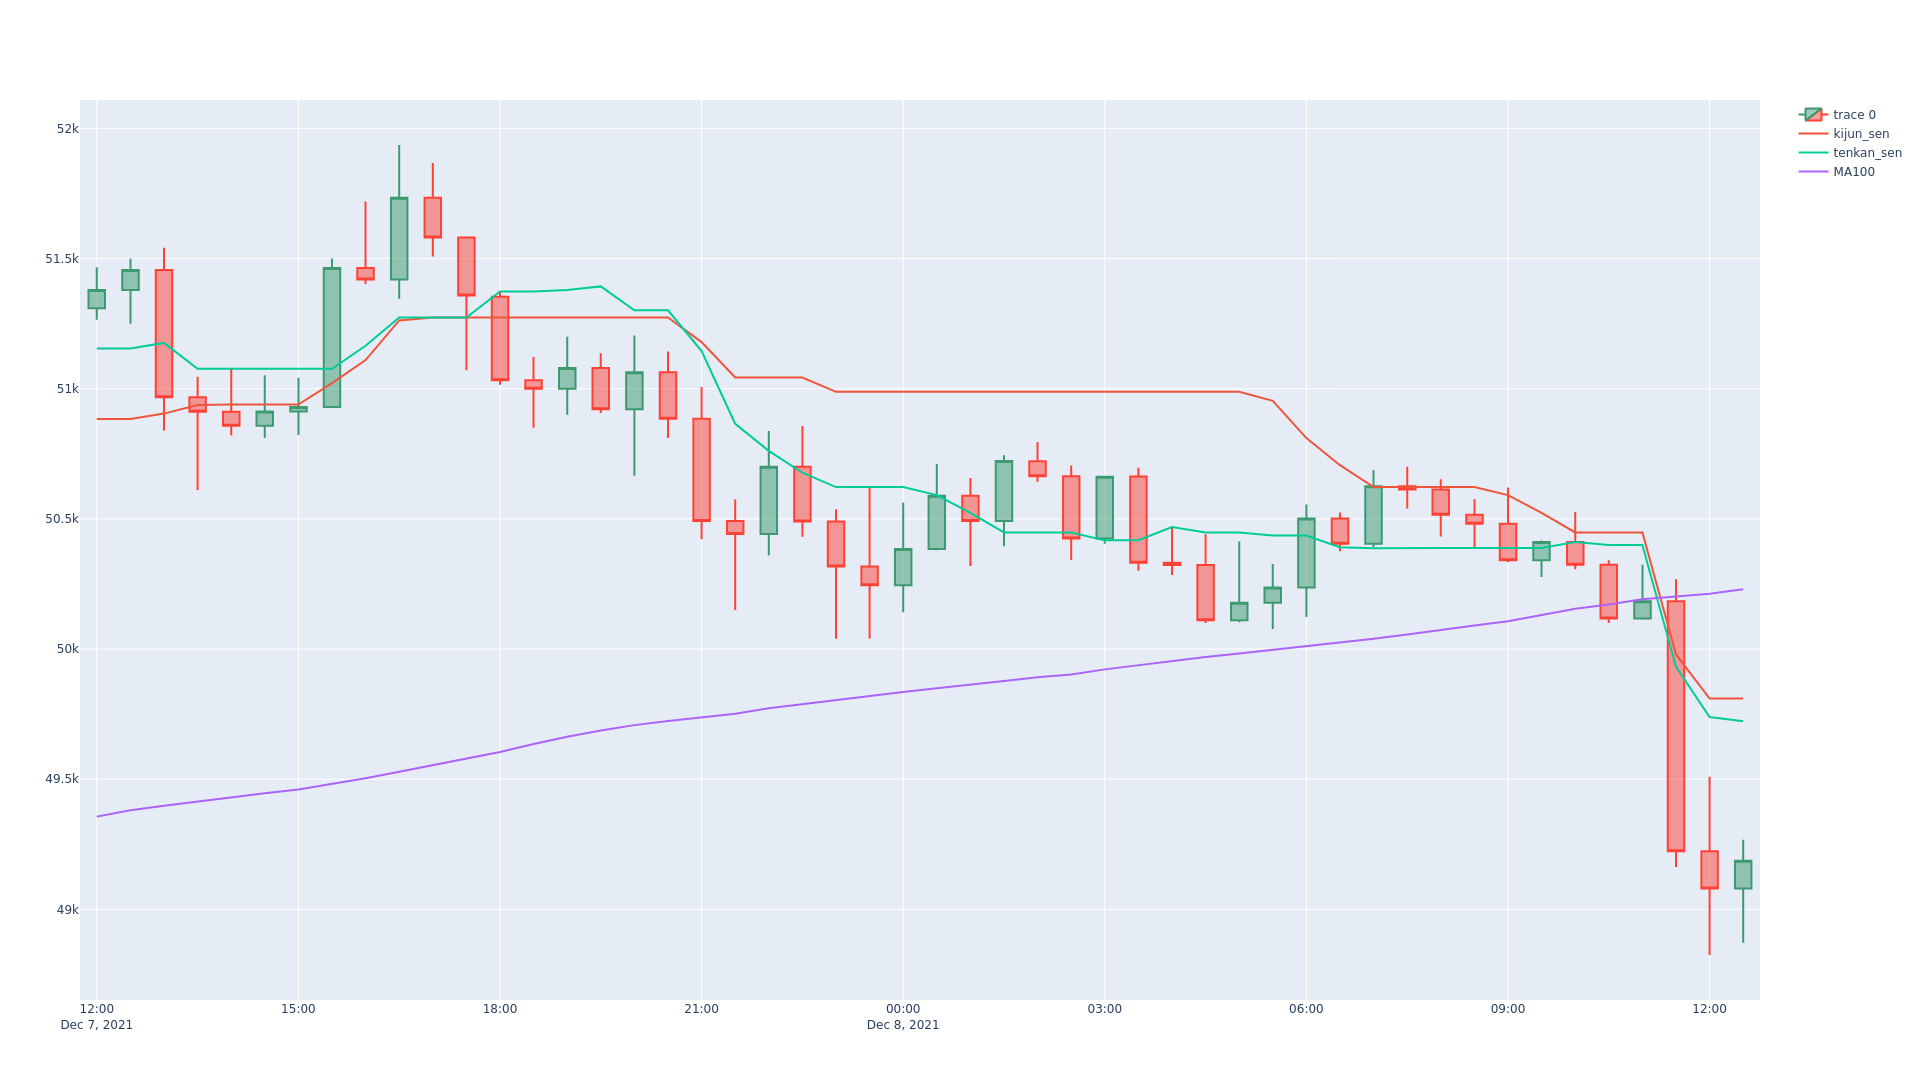 52k
51.5k
51k
50.5k
50k
49.5k
49k
12:00
Dec 7, 2021
15:00
18:00
21:00
00:00
Dec 8, 2021
03:00
06:00
09:00
12:00
trace 0
kijun_sen
tenkan_sen
MA100